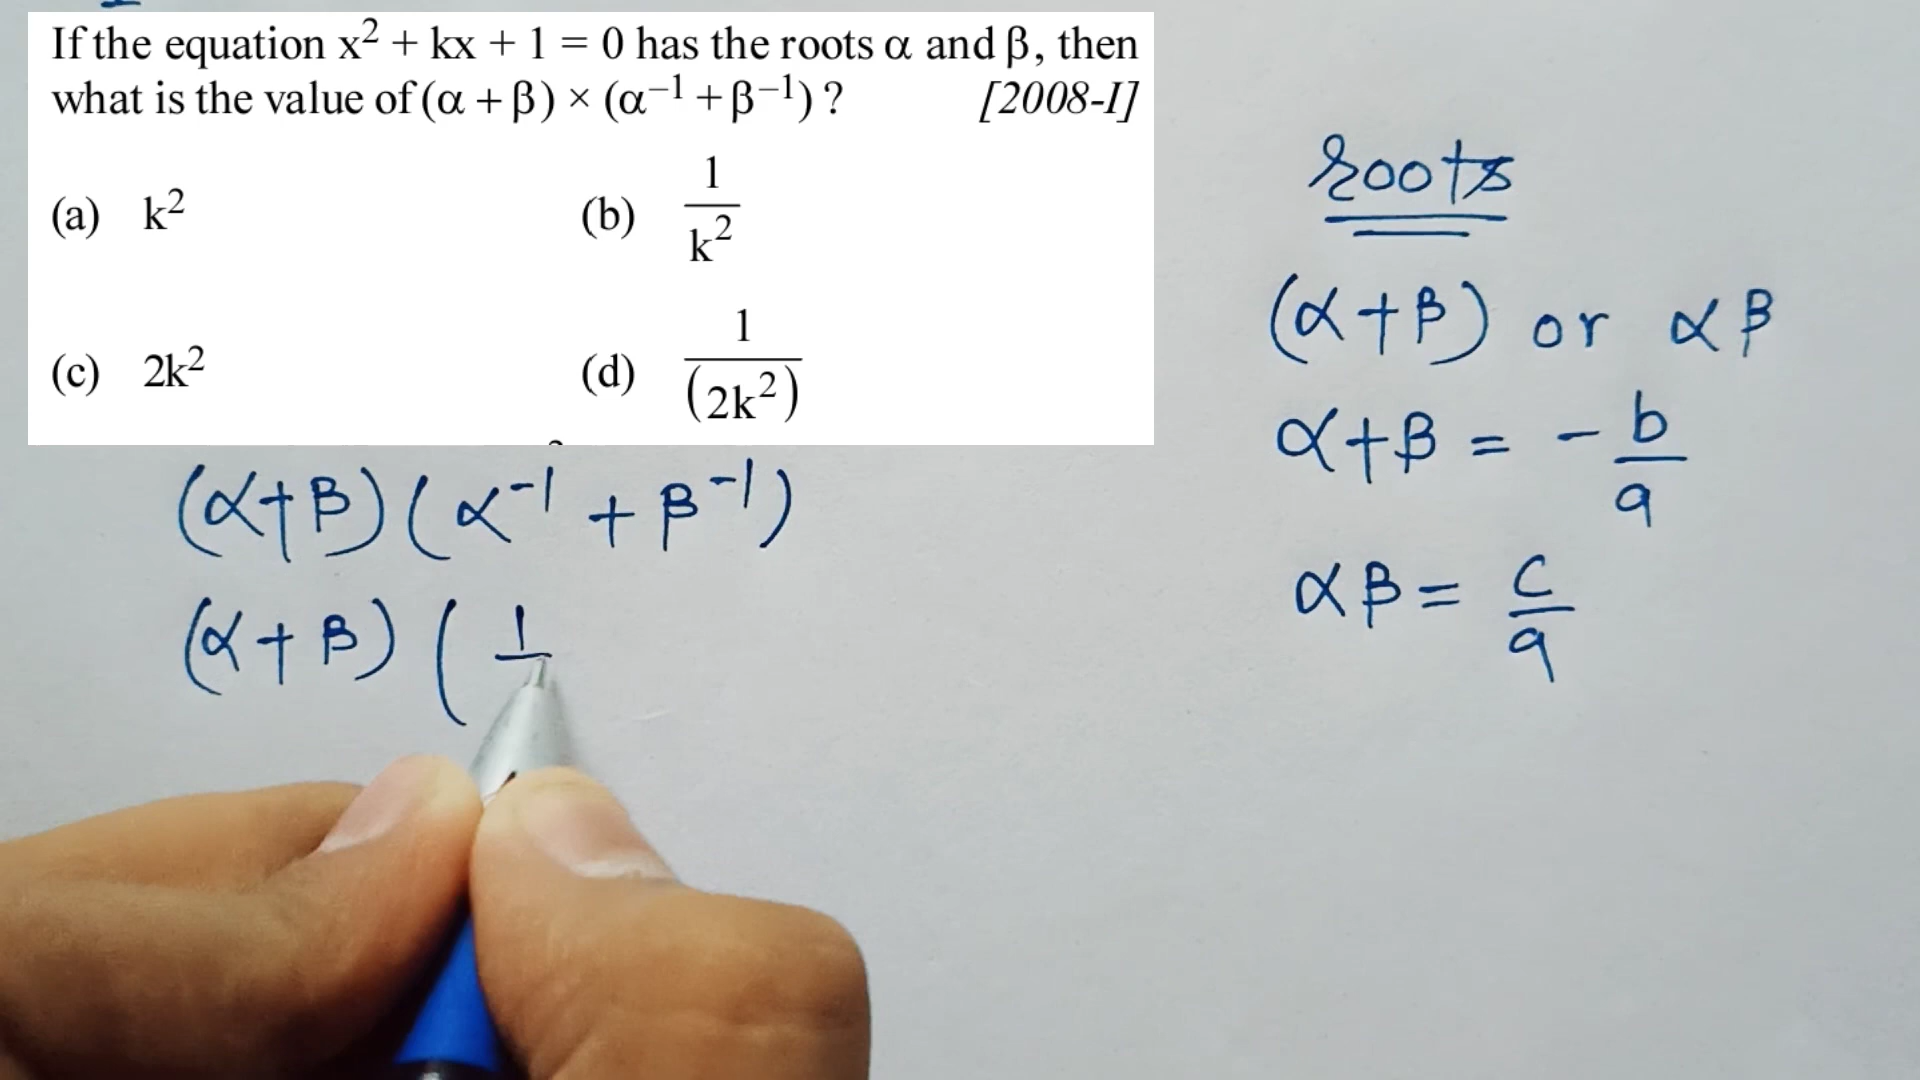 If the equation x² + kx + 1 = 0 has the roots α and β, then
what is the value of (α + β) × (α⁻¹ + β⁻¹) ? [2008-I]
(a) k² (b) 1/k²
(c) 2k² (d) 1/(2k²)
(α+β)(α⁻¹ + β⁻¹)
(α+β)(1/
roots
(α+β) or αβ
α+β = -b/a
αβ = c/a